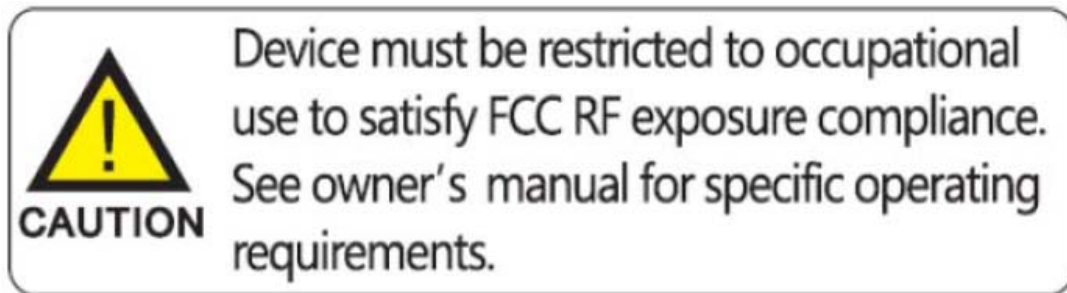 !
CAUTION
Device must be restricted to occupational
use to satisfy FCC RF exposure compliance.
See owner's manual for specific operating
requirements.